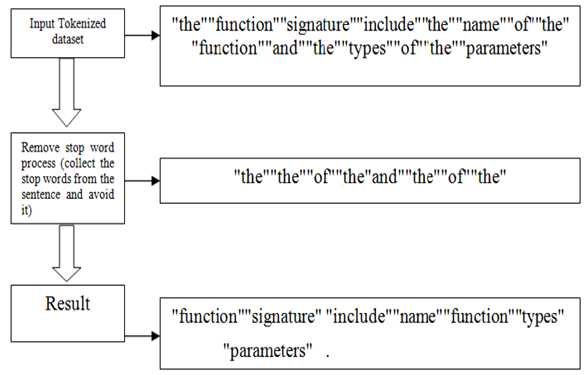 Input Tokenized
dataset
"the""function""signature""include""the""name""of""the"
"function""and""the""types""of""the""parameters"
Remove stop word
process (collect the
stop words from the
sentence and avoid
it)
"the""the""of""the"and""the""of""the"
Result
"function""signature" "include""name""function""types"
"parameters" .